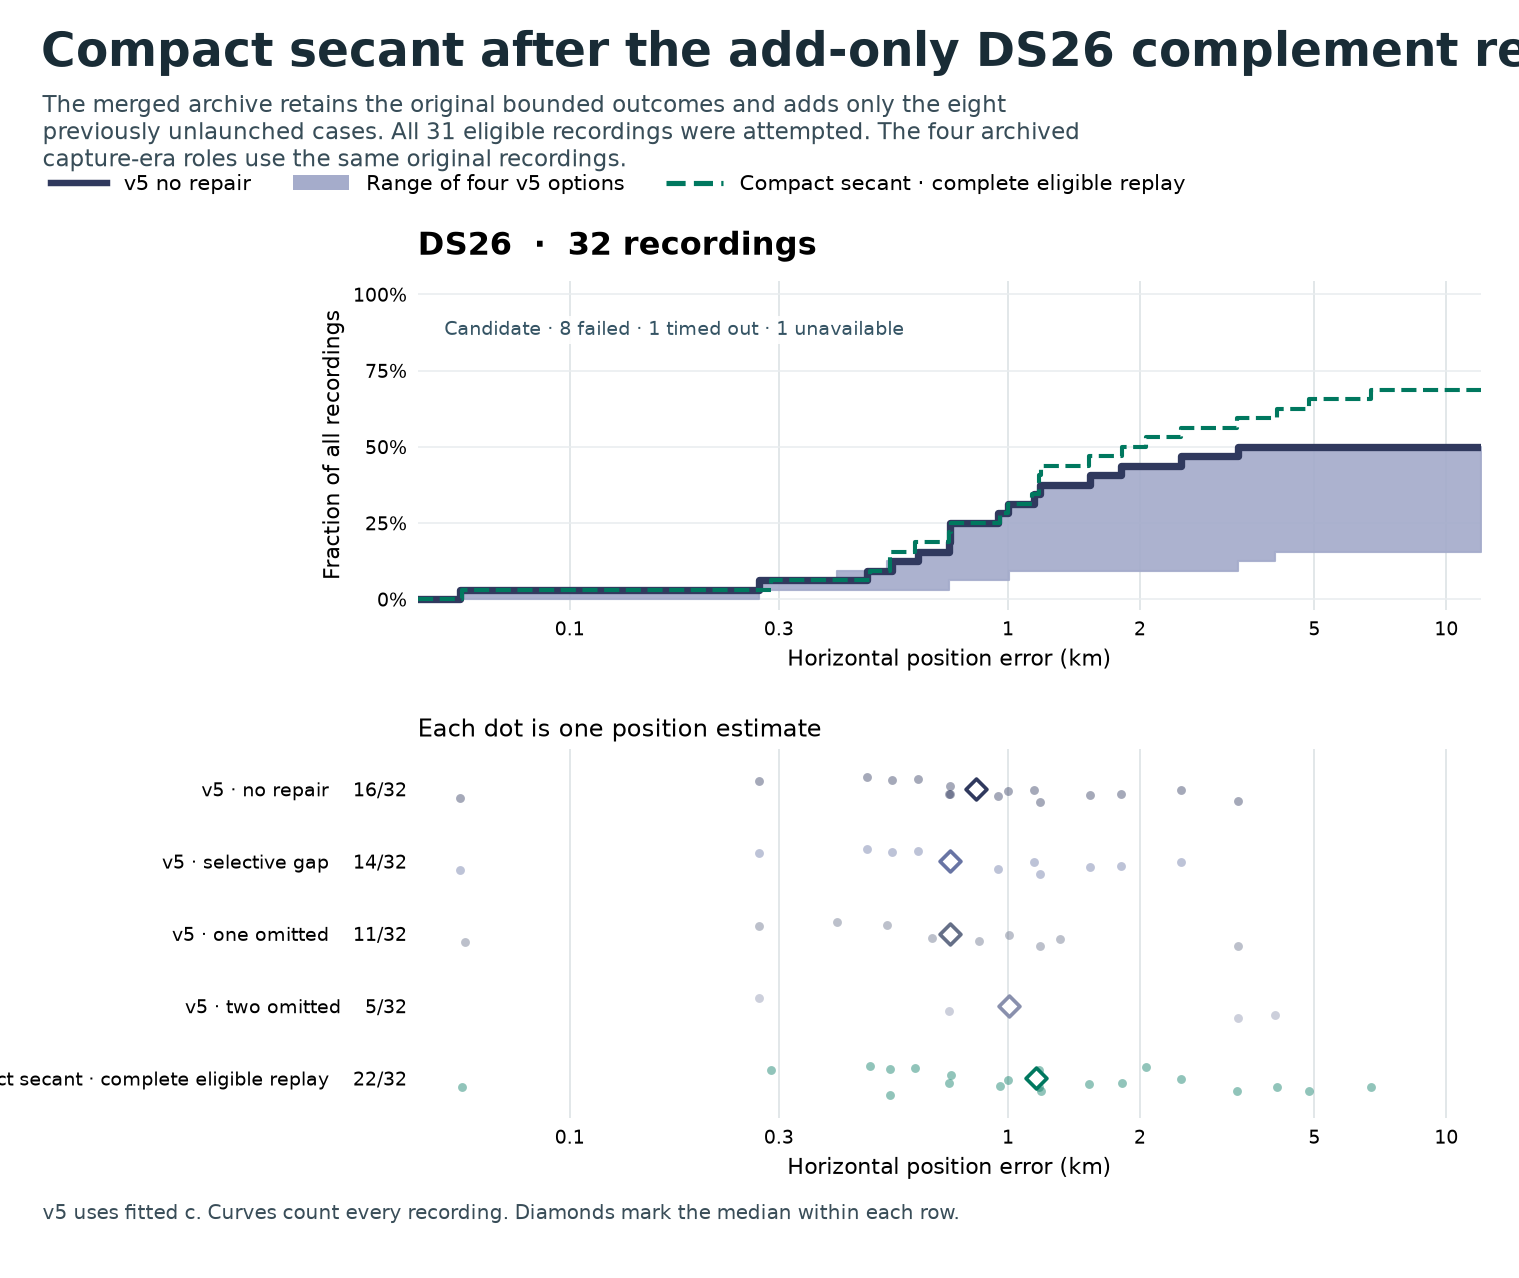 Compact secant after the add-only DS26 complement re
The merged archive retains the original bounded outcomes and adds only the eight
previously unlaunched cases. All 31 eligible recordings were attempted. The four archived
capture-era roles use the same original recordings.
v5 no repair
Range of four v5 options
Compact secant · complete eligible replay
DS26 · 32 recordings
Fraction of all recordings
100%
75%
50%
25%
0%
Candidate · 8 failed · 1 timed out · 1 unavailable
0.1 0.3 1 2 5 10
Horizontal position error (km)
Each dot is one position estimate
v5 · no repair 16/32
v5 · selective gap 14/32
v5 · one omitted 11/32
v5 · two omitted 5/32
ct secant · complete eligible replay 22/32
0.1 0.3 1 2 5 10
Horizontal position error (km)
v5 uses fitted c. Curves count every recording. Diamonds mark the median within each row.